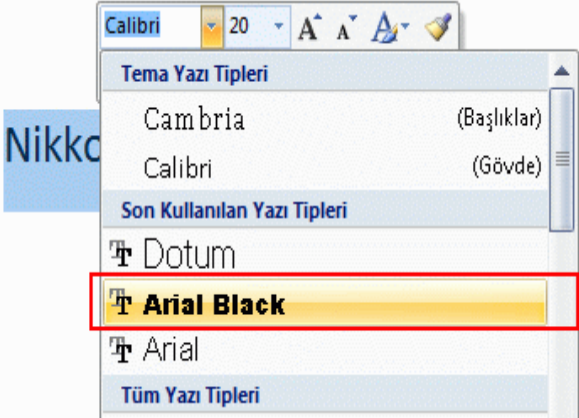 Calibri 20
Tema Yazı Tipleri
Cambria (Başlıklar)
Calibri (Gövde)
Nikko
Son Kullanılan Yazı Tipleri
Dotum
Arial Black
Arial
Tüm Yazı Tipleri